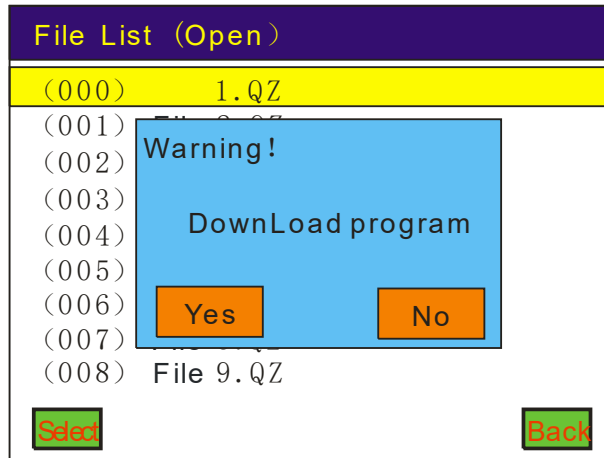 File List (Open)
(000) 1.QZ
(001)
(002)
(003)
(004)
(005)
(006)
(007)
(008) File 9.QZ
Warning!
DownLoad program
Yes No
Select Back